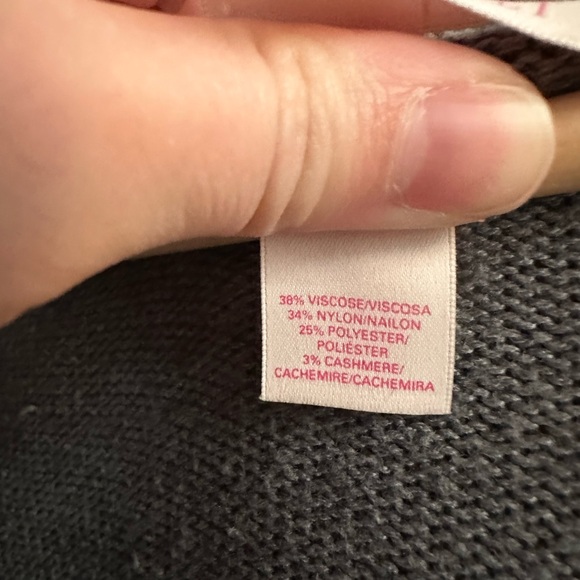 38% VISCOSE/VISCOSA
34% NYLON/NAILON
25% POLYESTER/
POLIÉSTER
3% CASHMERE/
CACHEMIRE/CACHEMIRA